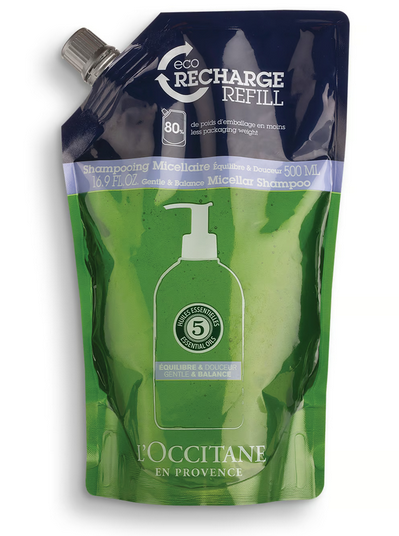 eco
RECHARGE
REFILL
80%
de poids d'emballage en moins
less packaging weight
Shampooing Micellaire Équilibre & Douceur 500 ML
16.9 FL.OZ Gentle & Balance Micellar Shampoo
HUILES ESSENTIELLES
5
ESSENTIAL OILS
ÉQUILIBRE & DOUCEUR
GENTLE & BALANCE
L'OCCITANE
EN PROVENCE